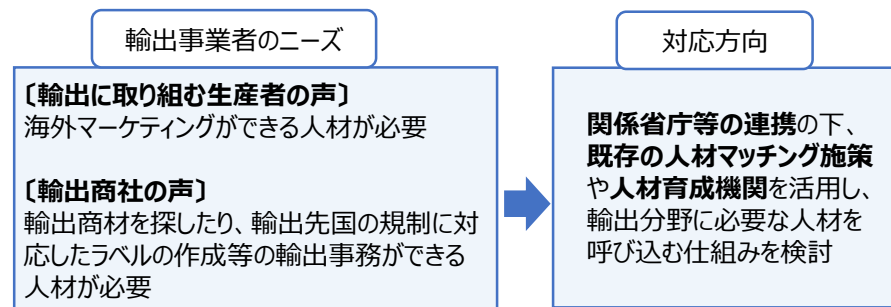 輸出事業者のニーズ
〔輸出に取り組む生産者の声〕
海外マーケティングができる人材が必要
〔輸出商社の声〕
輸出商材を探したり、輸出先国の規制に対
応したラベルの作成等の輸出事務ができる
人材が必要
対応方向
関係省庁等の連携の下、
既存の人材マッチング施策
や人材育成機関を活用し、
輸出分野に必要な人材を
呼び込む仕組みを検討